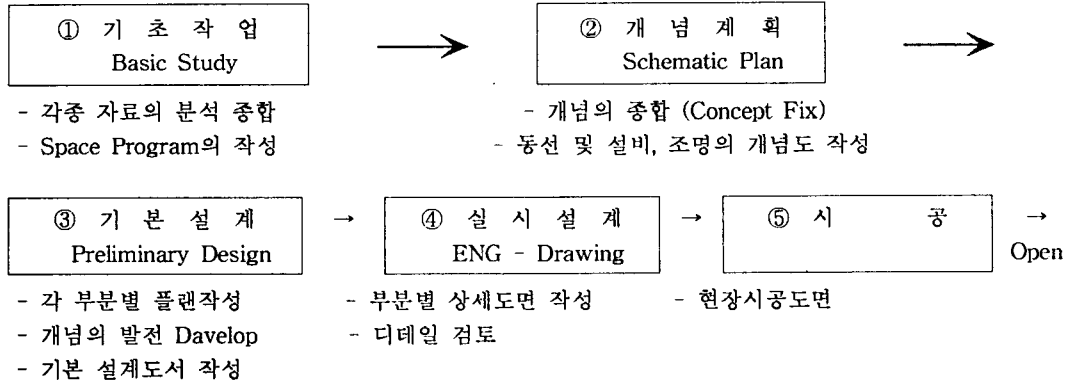 ① 기 초 작 업
Basic Study
→
② 개 념 계 획
Schematic Plan
→
- 각종 자료의 분석 종합
- Space Program의 작성
- 개념의 종합 (Concept Fix)
- 동선 및 설비, 조명의 개념도 작성
③ 기 본 설 계
Preliminary Design
→
④ 실 시 설 계
ENG - Drawing
→
⑤ 시 공
→
Open
- 각 부분별 플랜작성
- 개념의 발전 Davelop
- 기본 설계도서 작성
- 부분별 상세도면 작성
- 디데일 검토
- 현장시공도면